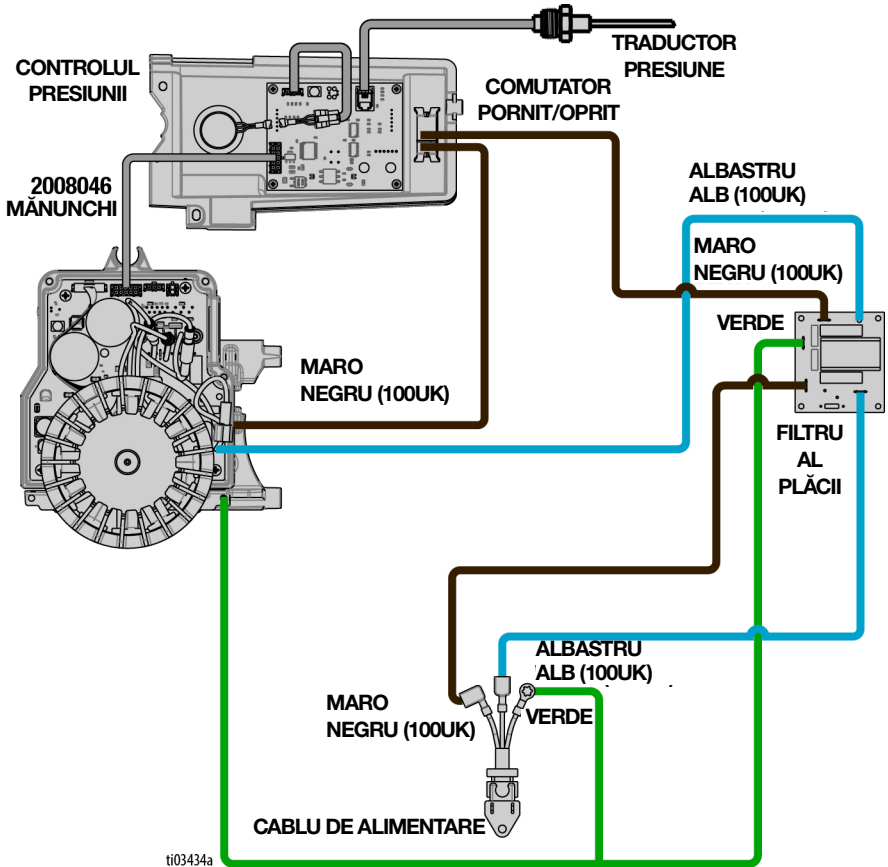 TRADUCTOR
PRESIUNE
CONTROLUL
PRESIUNII
COMUTATOR
PORNIT/OPRIT
2008046
MĂNUNCHI
ALBASTRU
ALB (100UK)
MARO
NEGRU (100UK)
VERDE
MARO
NEGRU (100UK)
FILTRU
AL
PLĂCII
ALBASTRU
ALB (100UK)
MARO
NEGRU (100UK)
VERDE
CABLU DE ALIMENTARE
ti03434a